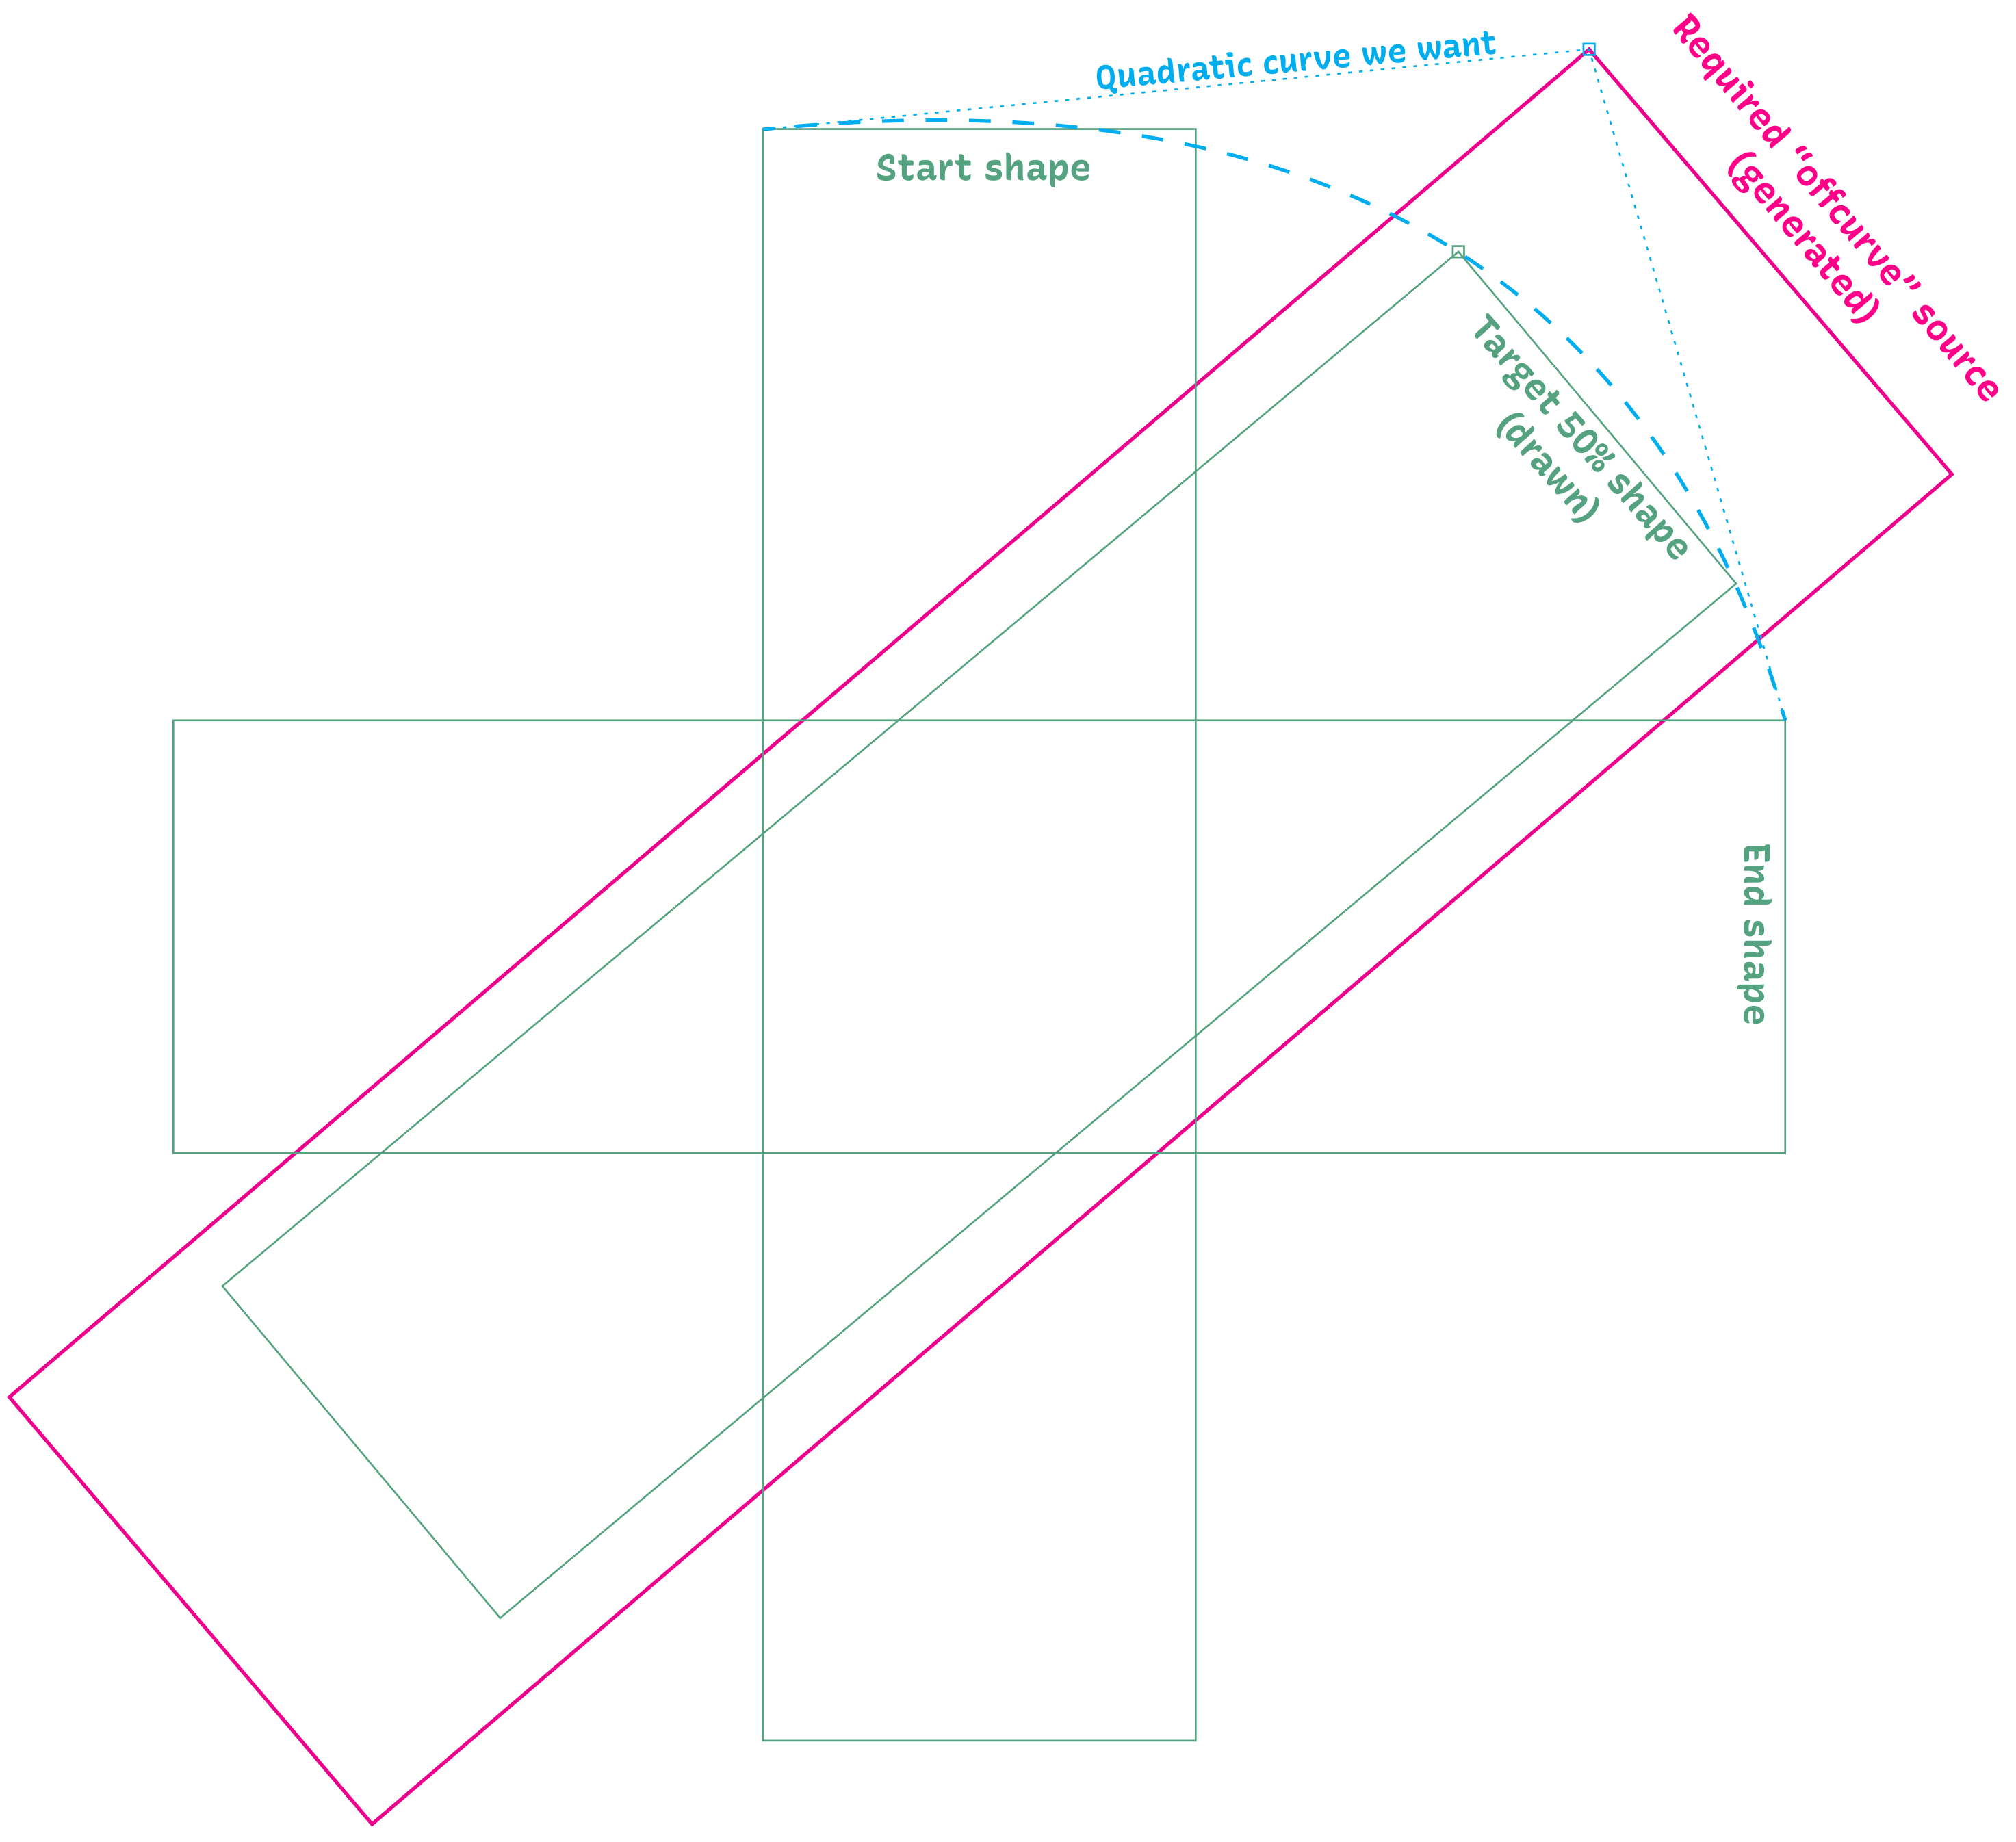 Quadratic curve we want
Required “offcurve” source
(generated)
Start shape
Target 50% shape
(drawn)
End shape